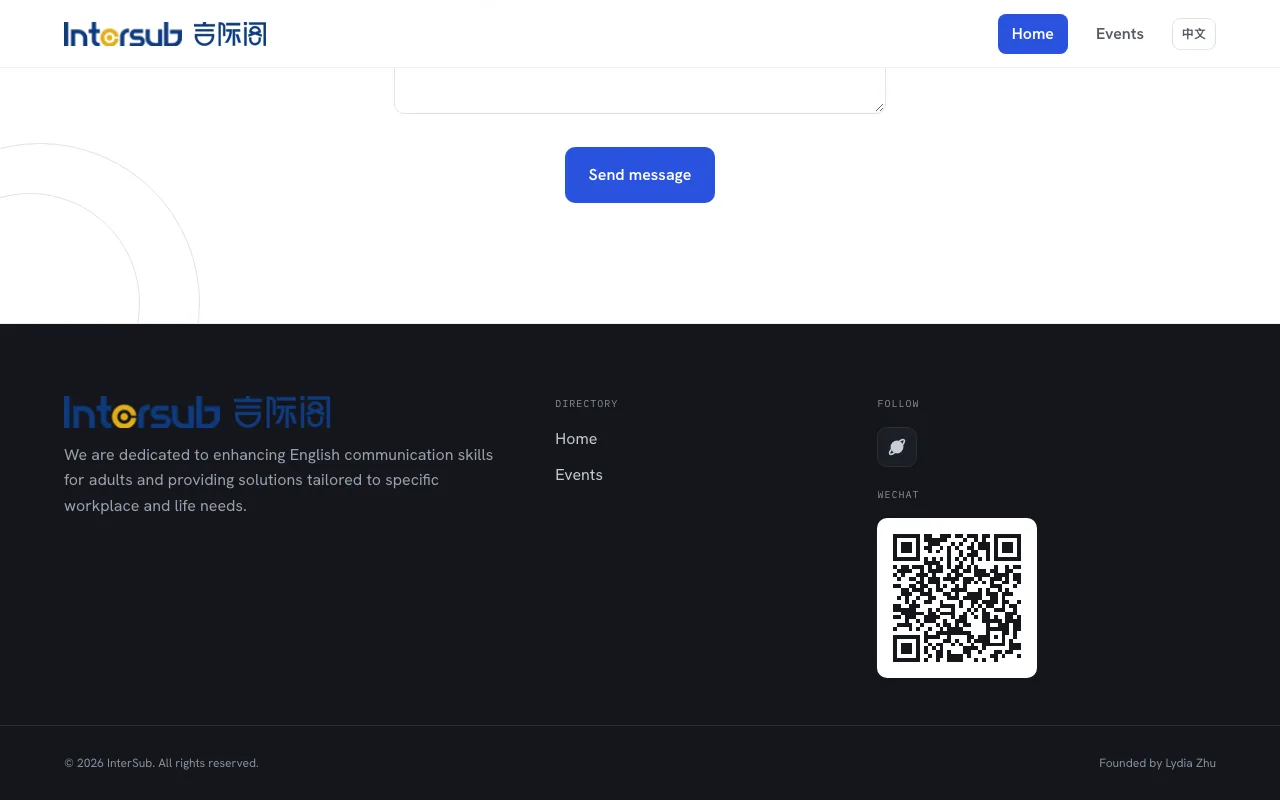 Intersub 言际阁
Home
Events
中文
Send message
Intersub 言际阁
We are dedicated to enhancing English communication skills
for adults and providing solutions tailored to specific
workplace and life needs.
DIRECTORY
Home
Events
FOLLOW
WECHAT
© 2026 InterSub. All rights reserved.
Founded by Lydia Zhu